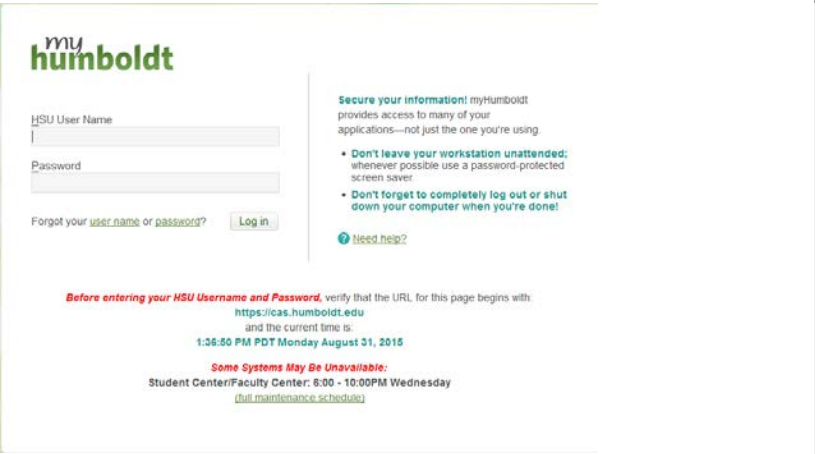 my
humboldt
HSU User Name
Password
Forgot your user name or password?
Log in
Secure your information! myHumboldt
provides access to many of your
applications—not just the one you're using.
• Don't leave your workstation unattended;
whenever possible use a password-protected
screen saver.
• Don't forget to completely log out or shut
down your computer when you're done!
? Need help?
Before entering your HSU Username and Password, verify that the URL for this page begins with:
https://cas.humboldt.edu
and the current time is:
1:36:50 PM PDT Monday August 31, 2015
Some Systems May Be Unavailable:
Student Center/Faculty Center: 6:00 - 10:00PM Wednesday
(full maintenance schedule)